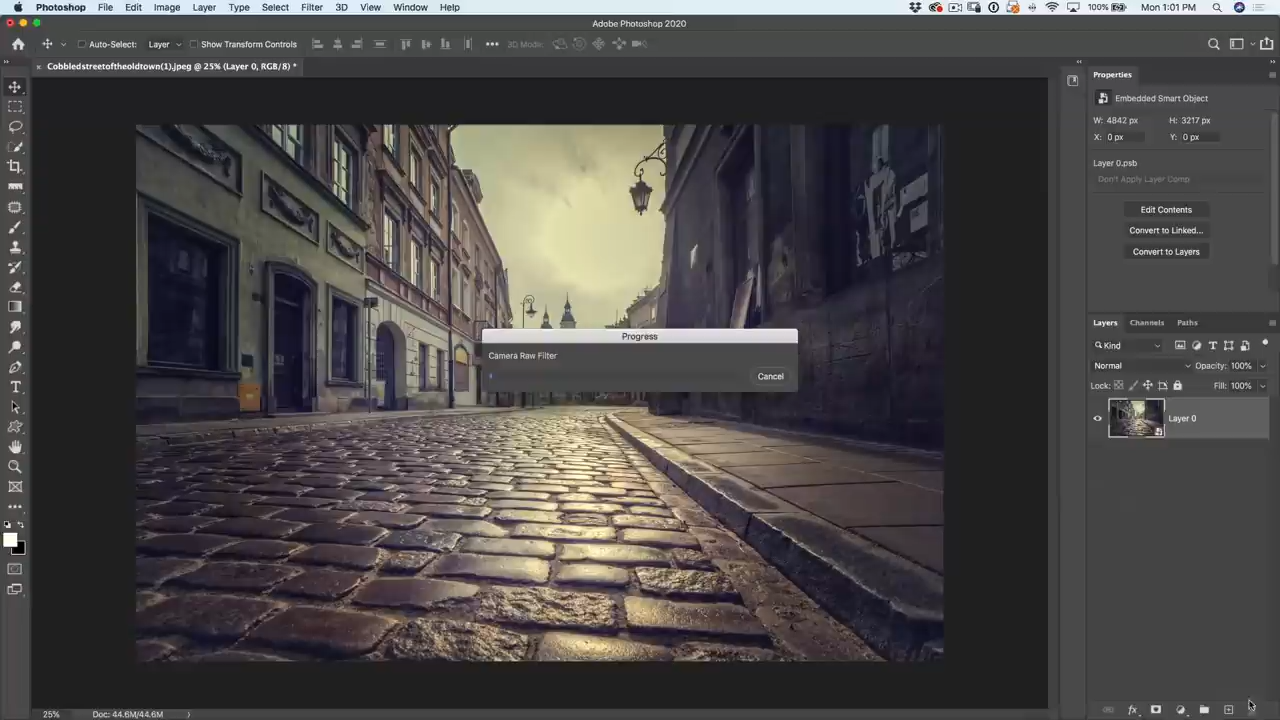 Photoshop File Edit Image Layer Type Select Filter 3D View Window Help 100% Mon 1:01 PM
Adobe Photoshop 2020
Auto-Select: Layer Show Transform Controls 3D Mode:
Cobbledstreetoftheoldtown(1).jpeg @ 25% (Layer 0, RGB/8) *
Properties
Embedded Smart Object
W: 4842 px H: 3217 px
X: 0 px Y: 0 px
Layer 0.psb
Don't Apply Layer Comp
Edit Contents
Convert to Linked...
Convert to Layers
Progress
Camera Raw Filter
Cancel
Layers Channels Paths
Kind
Normal Opacity: 100%
Lock: Fill: 100%
Layer 0
25% Doc: 44.6M/44.6M